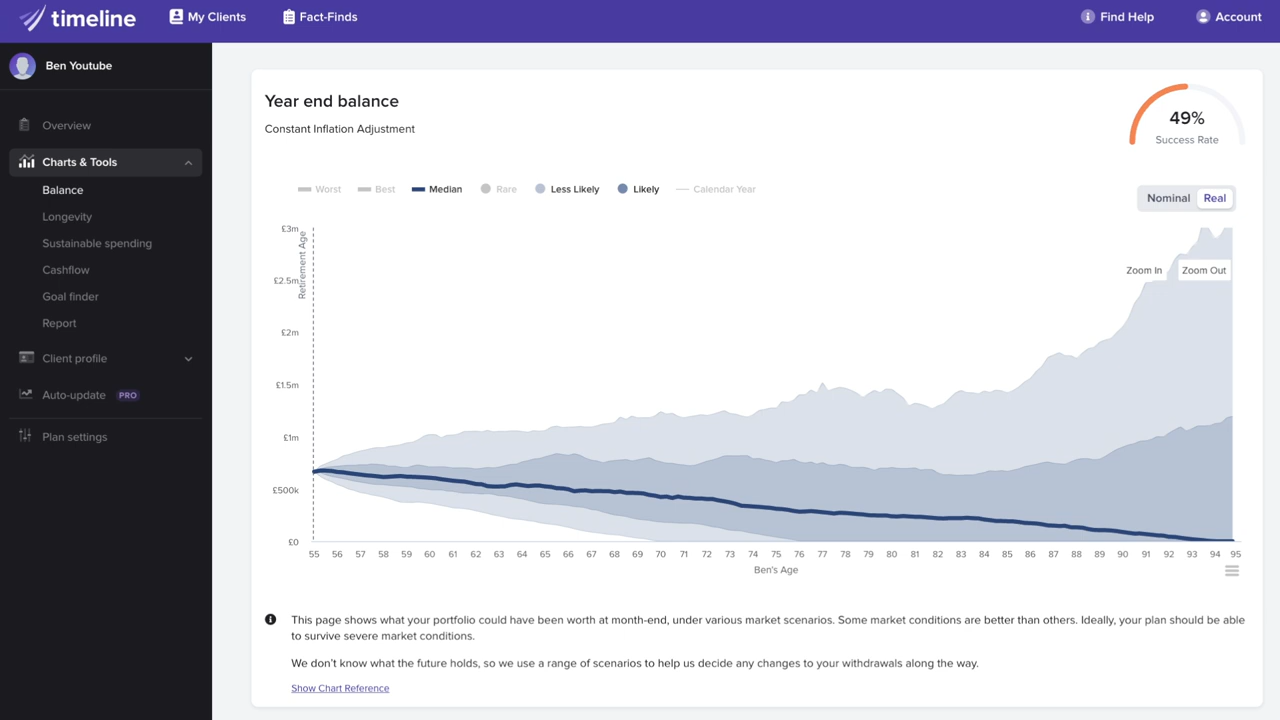 timeline
My Clients
Fact-Finds
Find Help
Account
Ben Youtube
Overview
Charts & Tools
Balance
Longevity
Sustainable spending
Cashflow
Goal finder
Report
Client profile
Auto-update PRO
Plan settings
Year end balance
Constant Inflation Adjustment
49%
Success Rate
Worst Best Median Rare Less Likely Likely Calendar Year
Nominal Real
Zoom In Zoom Out
Retirement Age
£3m
£2.5m
£2m
£1.5m
£1m
£500k
£0
55 56 57 58 59 60 61 62 63 64 65 66 67 68 69 70 71 72 73 74 75 76 77 78 79 80 81 82 83 84 85 86 87 88 89 90 91 92 93 94 95
Ben's Age
This page shows what your portfolio could have been worth at month-end, under various market scenarios. Some market conditions are better than others. Ideally, your plan should be able
to survive severe market conditions.
We don't know what the future holds, so we use a range of scenarios to help us decide any changes to your withdrawals along the way.
Show Chart Reference